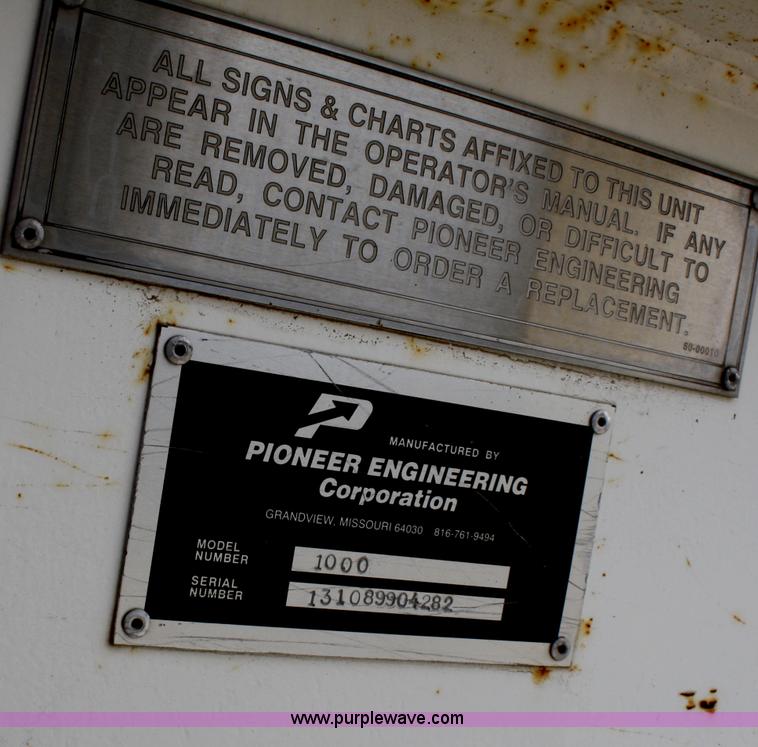 ALL SIGNS & CHARTS AFFIXED TO THIS UNIT
APPEAR IN THE OPERATOR'S MANUAL. IF ANY
ARE REMOVED, DAMAGED, OR DIFFICULT TO
READ, CONTACT PIONEER ENGINEERING
IMMEDIATELY TO ORDER A REPLACEMENT.
60-00010
MANUFACTURED BY
PIONEER ENGINEERING
Corporation
GRANDVIEW, MISSOURI 64030 816-761-9494
MODEL NUMBER 1000
SERIAL NUMBER 131089904282
www.purplewave.com